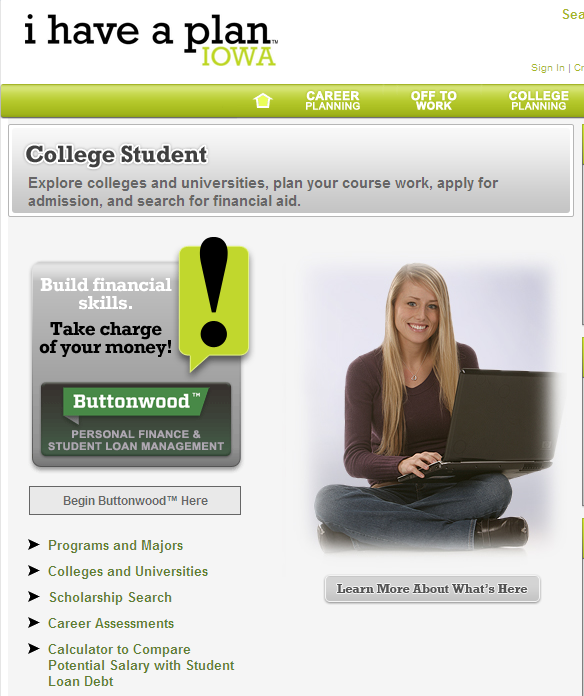 i have a plan™
IOWA
Sea
Sign In | Cr
CAREER
PLANNING
OFF TO
WORK
COLLEGE
PLANNING
College Student
Explore colleges and universities, plan your course work, apply for
admission, and search for financial aid.
Build financial
skills.
Take charge
of your money!
!
Buttonwood™
PERSONAL FINANCE &
STUDENT LOAN MANAGEMENT
Begin Buttonwood™ Here
Programs and Majors
Colleges and Universities
Scholarship Search
Career Assessments
Calculator to Compare
Potential Salary with Student
Loan Debt
Learn More About What's Here